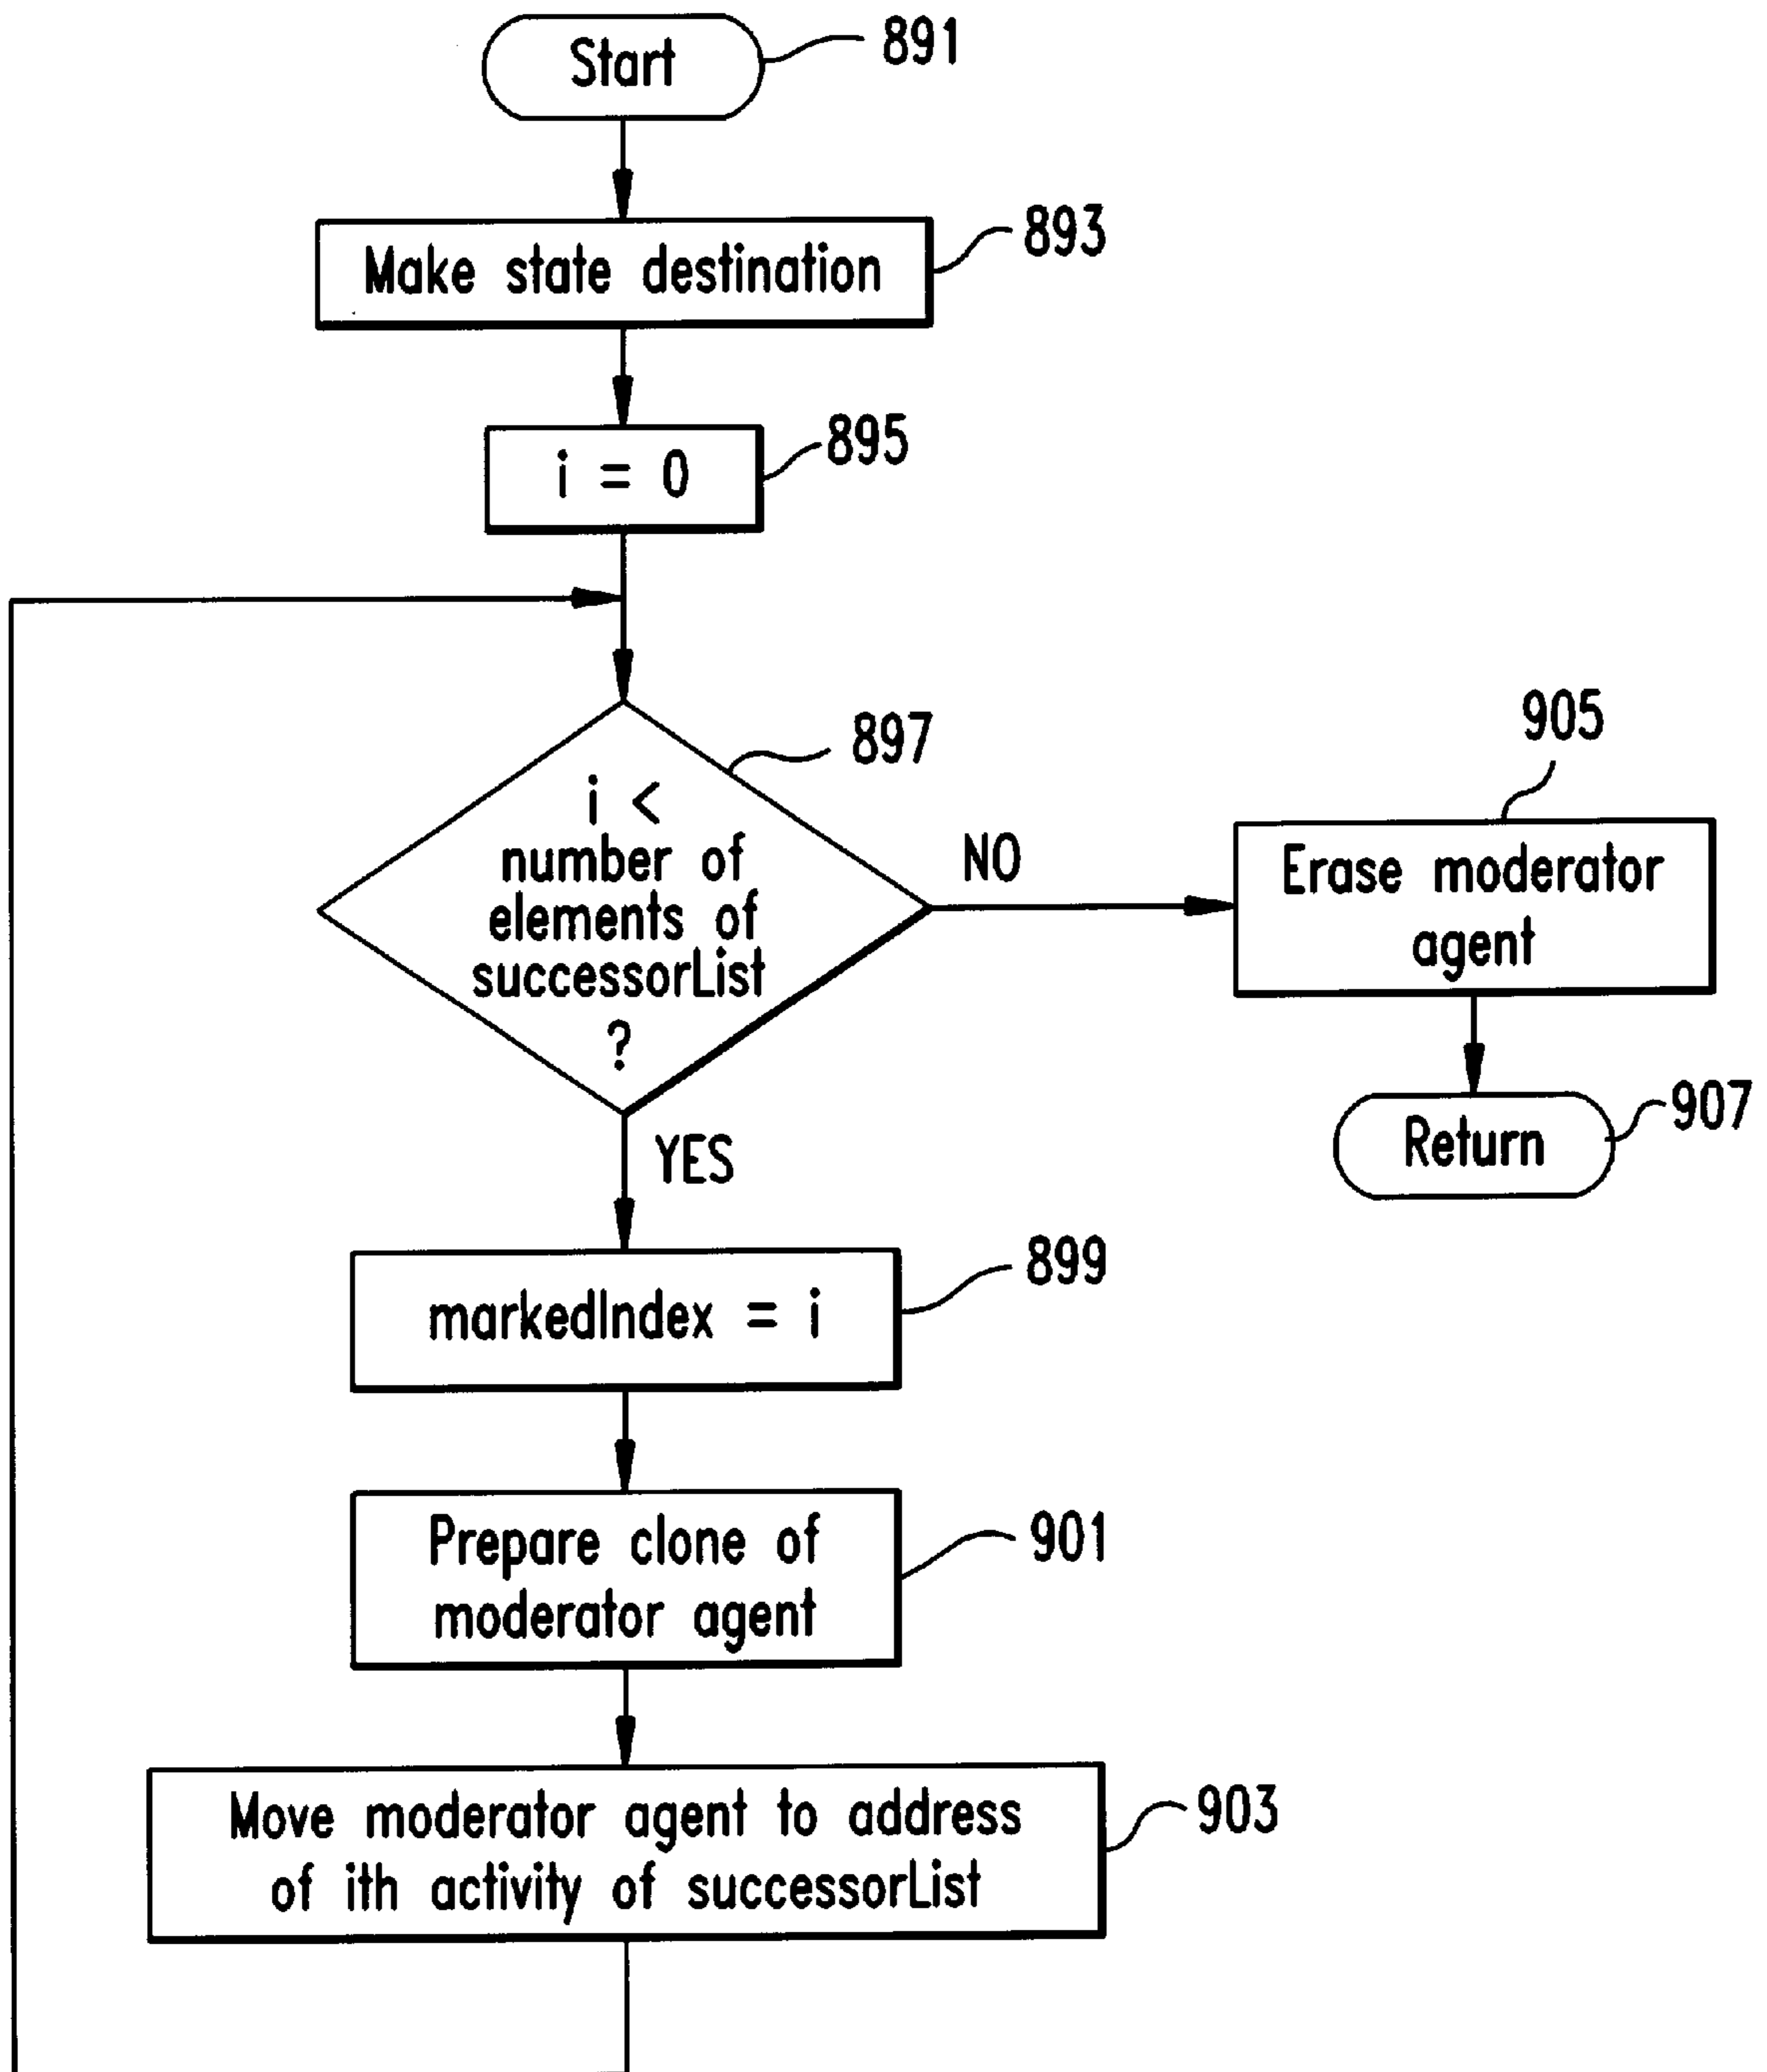 Start
891
Make state destination
893
i = 0
895
897
i <
number of
elements of
successorList
?
NO
905
Erase moderator
agent
Return
907
YES
markedIndex = i
899
Prepare clone of
moderator agent
901
Move moderator agent to address
of ith activity of successorList
903